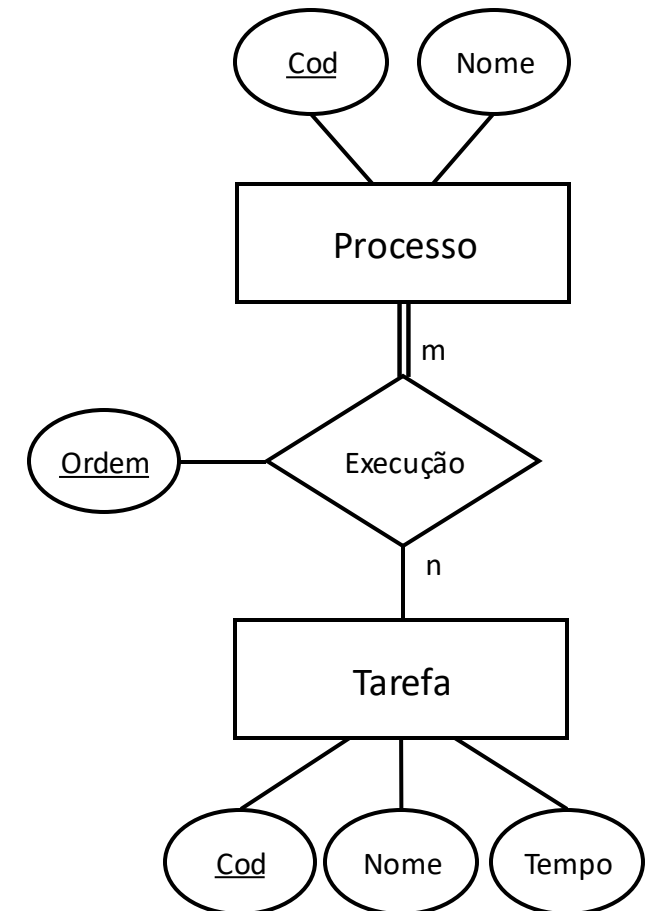 Cod
Nome
Processo
m
Ordem
Execução
n
Tarefa
Cod
Nome
Tempo